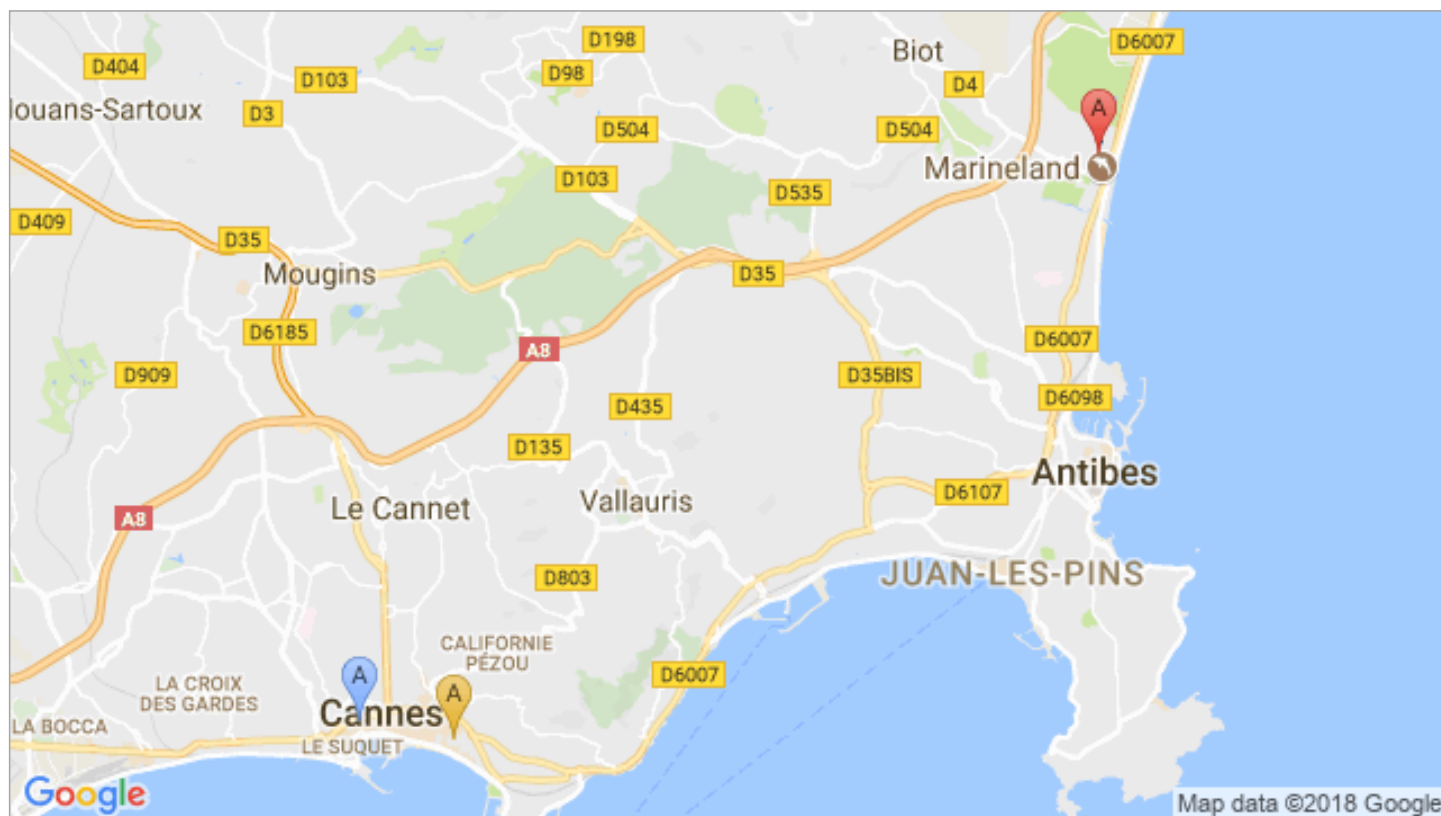 D198
D6007
Biot
D404
D98
D103
D4
A
louans-Sartoux
D3
D504
D504
Marineland
D103
D535
D409
D35
Mougins
D35
D6185
D6007
A8
D909
D35BIS
D6098
D435
D135
Antibes
D6107
Le Cannet
Vallauris
A8
D803
JUAN-LES-PINS
CALIFORNIE
PÉZOU
D6007
A
LA CROIX
DES GARDES
A
Cannes
LA BOCCA
LE SUQUET
Google
Map data ©2018 Google